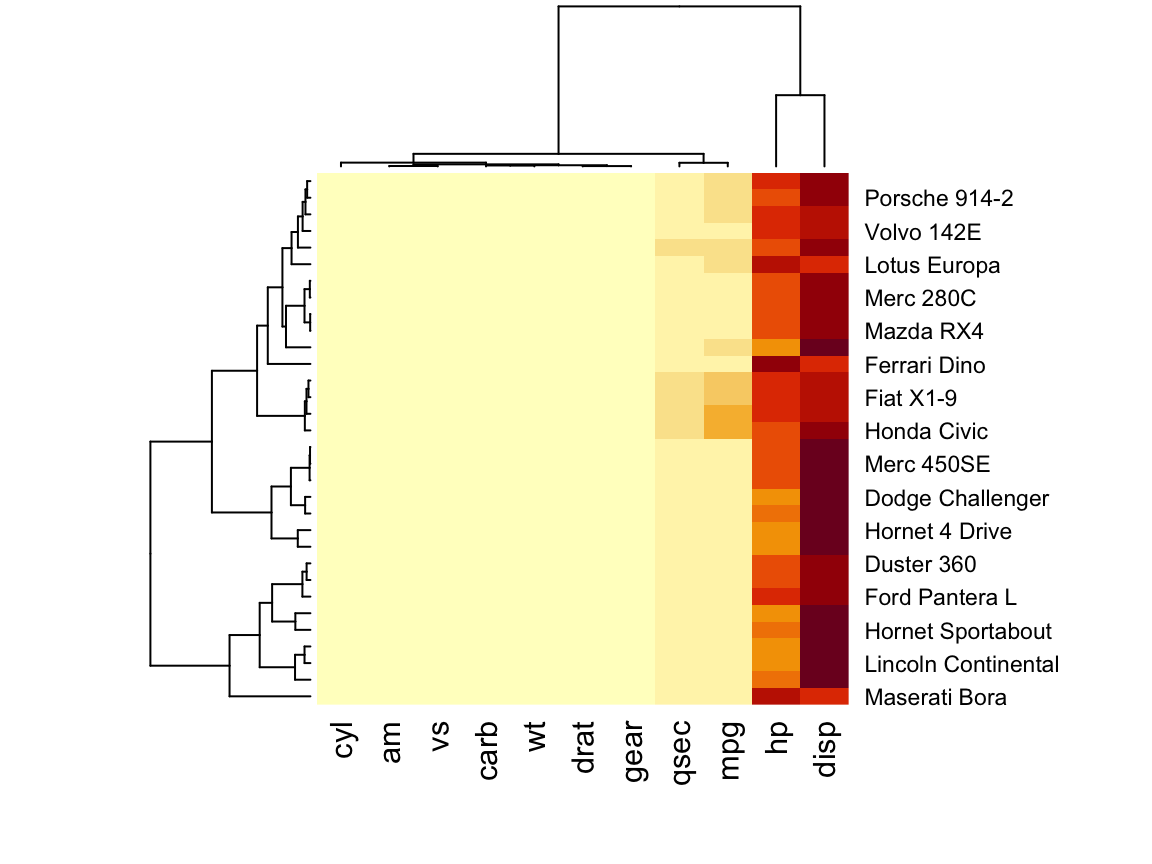 Porsche 914-2
Volvo 142E
Lotus Europa
Merc 280C
Mazda RX4
Ferrari Dino
Fiat X1-9
Honda Civic
Merc 450SE
Dodge Challenger
Hornet 4 Drive
Duster 360
Ford Pantera L
Hornet Sportabout
Lincoln Continental
Maserati Bora
cyl
am
vs
carb
wt
drat
gear
qsec
mpg
hp
disp